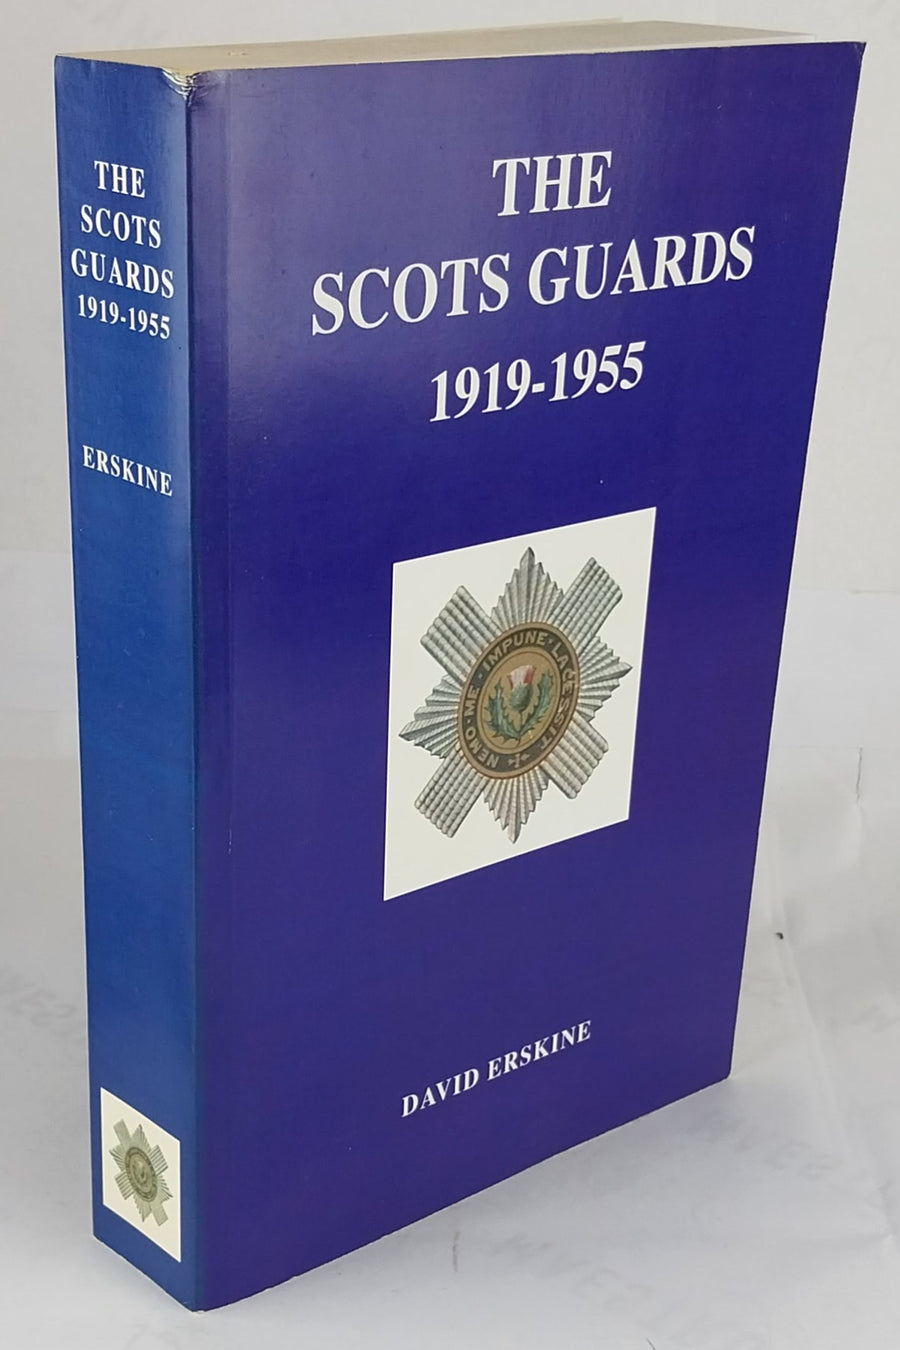 THE
SCOTS
GUARDS
1919-1955
ERSKINE
THE
SCOTS GUARDS
1919-1955
NEMO · ME · IMPUNE · LACESSIT
DAVID ERSKINE